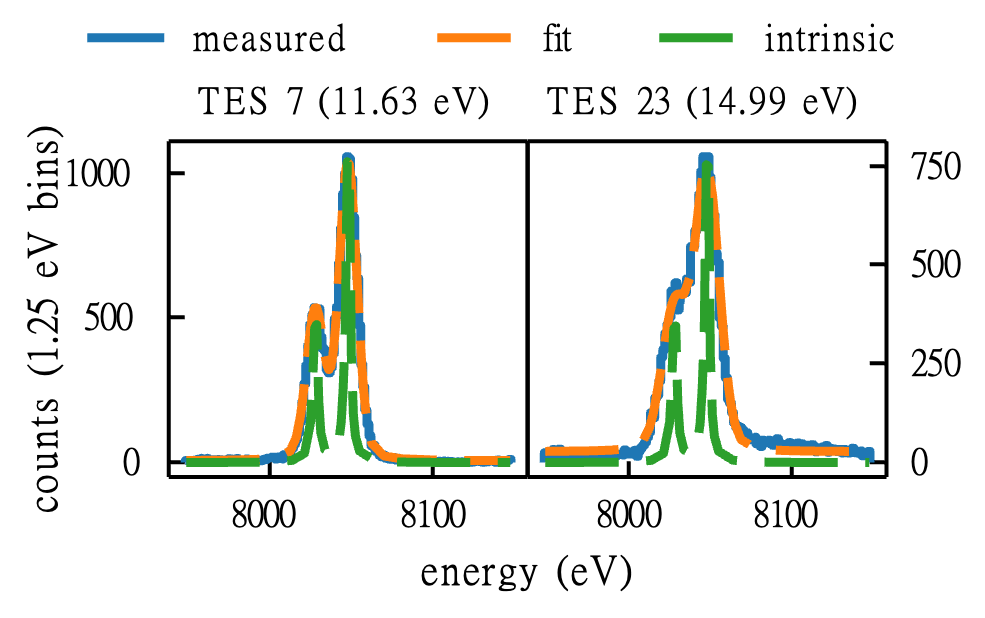 measured fit intrinsic
TES 7 (11.63 eV) TES 23 (14.99 eV)
counts (1.25 eV bins)
1000
500
0
750
500
250
0
8000 8100 8000 8100
energy (eV)